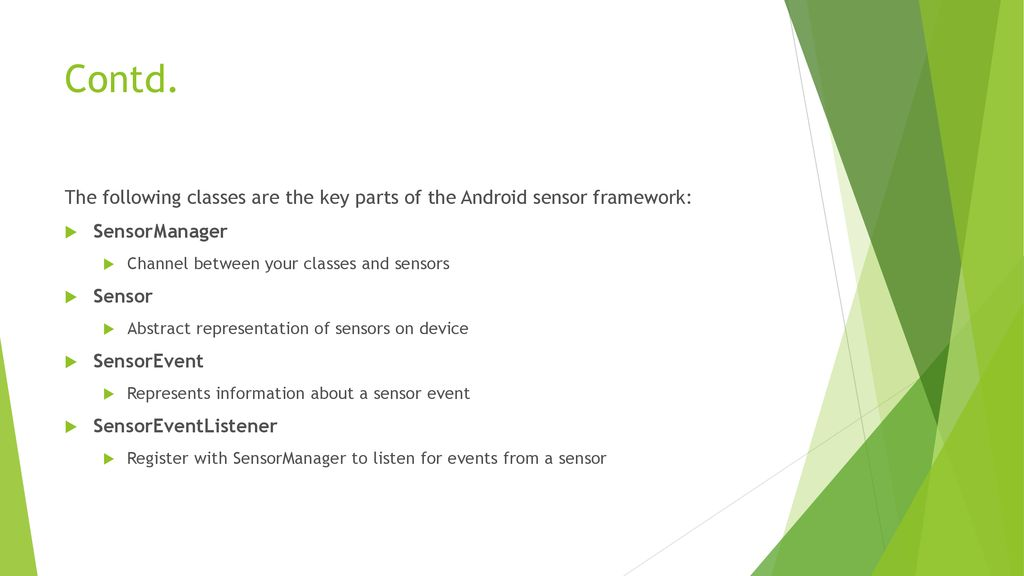 Contd.
The following classes are the key parts of the Android sensor framework:
SensorManager
Channel between your classes and sensors
Sensor
Abstract representation of sensors on device
SensorEvent
Represents information about a sensor event
SensorEventListener
Register with SensorManager to listen for events from a sensor